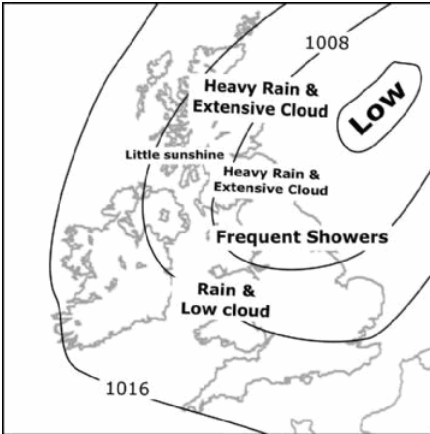 1008
Low
Heavy Rain &
Extensive Cloud
Little sunshine
Heavy Rain &
Extensive Cloud
Frequent Showers
Rain &
Low cloud
1016